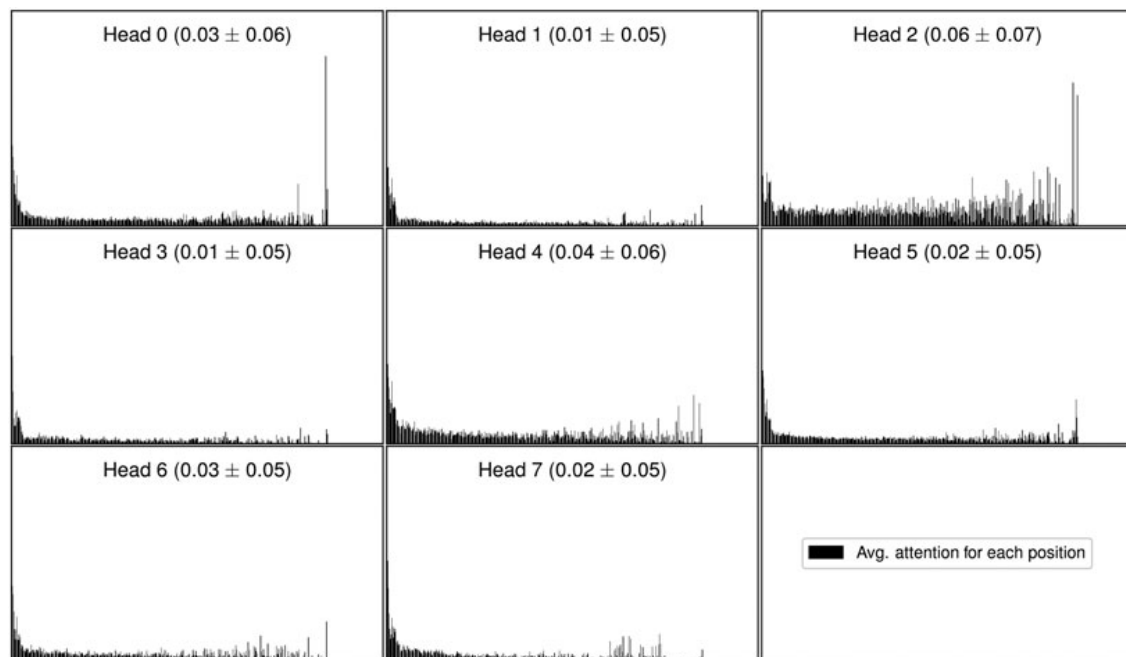 Head 0 (0.03 ± 0.06)
Head 1 (0.01 ± 0.05)
Head 2 (0.06 ± 0.07)
Head 3 (0.01 ± 0.05)
Head 4 (0.04 ± 0.06)
Head 5 (0.02 ± 0.05)
Head 6 (0.03 ± 0.05)
Head 7 (0.02 ± 0.05)
Avg. attention for each position